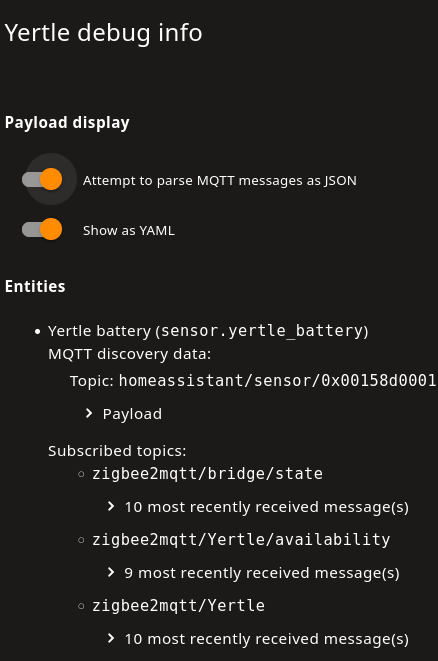 Yertle debug info
Payload display
Attempt to parse MQTT messages as JSON
Show as YAML
Entities
Yertle battery (sensor.yertle_battery)
MQTT discovery data:
Topic: homeassistant/sensor/0x00158d0001
Payload
Subscribed topics:
zigbee2mqtt/bridge/state
10 most recently received message(s)
zigbee2mqtt/Yertle/availability
9 most recently received message(s)
zigbee2mqtt/Yertle
10 most recently received message(s)